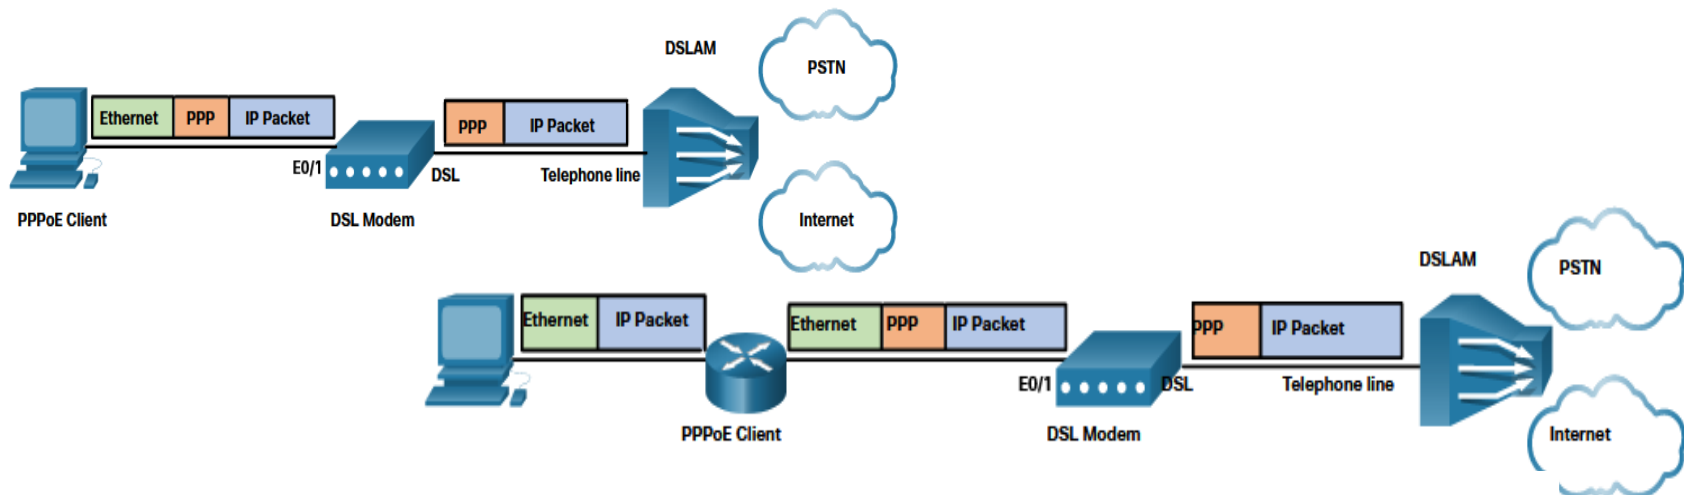 DSLAM
PSTN
Ethernet PPP IP Packet
PPP IP Packet
E0/1
DSL
Telephone line
PPPoE Client
DSL Modem
Internet
DSLAM
PSTN
Ethernet IP Packet
Ethernet PPP IP Packet
PPP IP Packet
E0/1
DSL
Telephone line
PPPoE Client
DSL Modem
Internet